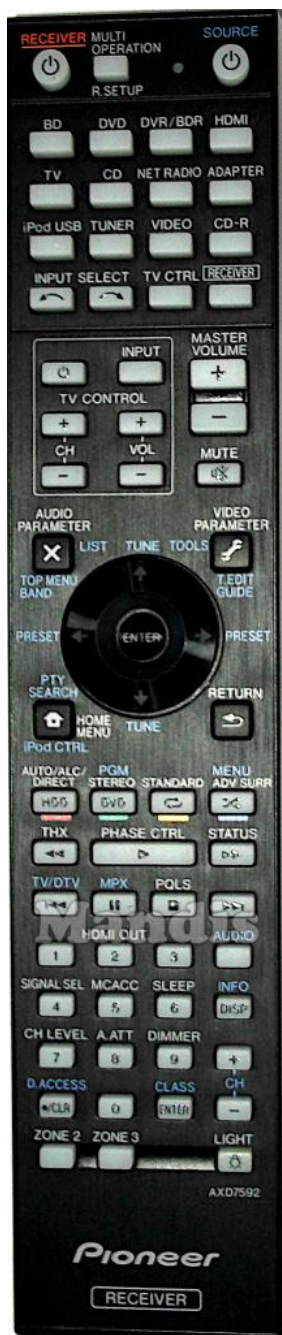 RECEIVER MULTI OPERATION SOURCE
R.SETUP
BD DVD DVR/BDR HDMI
TV CD NET RADIO ADAPTER
iPod USB TUNER VIDEO CD-R
INPUT SELECT TV CTRL RECEIVER
INPUT MASTER VOLUME
TV CONTROL
+ + + −
CH VOL MUTE
− −
AUDIO PARAMETER VIDEO PARAMETER
LIST TUNE TOOLS
TOP MENU BAND T.EDIT GUIDE
PRESET ENTER PRESET
PTY SEARCH RETURN
HOME MENU TUNE
iPod CTRL
AUTO/ALC/DIRECT PGM STEREO STANDARD MENU ADV SURR
HDD DVD
THX PHASE CTRL STATUS
TV/DTV MPX PQLS
Mandis
HDMI OUT AUDIO
1 2 3
SIGNAL SEL MCACC SLEEP INFO
4 5 6 DISP
CH LEVEL A.ATT DIMMER
7 8 9 +
D.ACCESS CLASS CH
•/CLR 0 ENTER −
ZONE 2 ZONE 3 LIGHT
AXD7592
Pioneer
RECEIVER